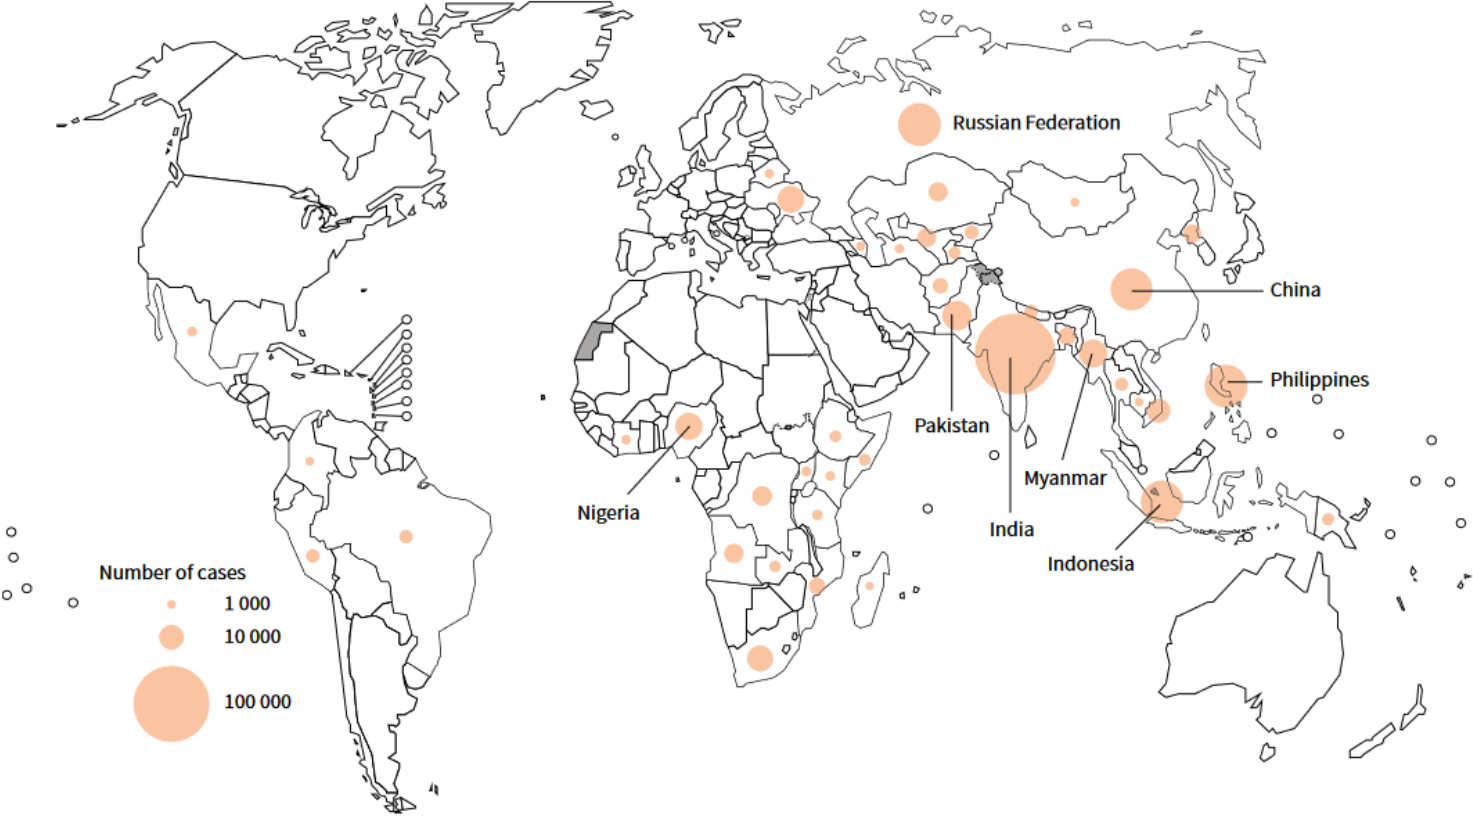 Russian Federation
China
Philippines
Pakistan
Myanmar
Nigeria
India
Indonesia
Number of cases
1 000
10 000
100 000